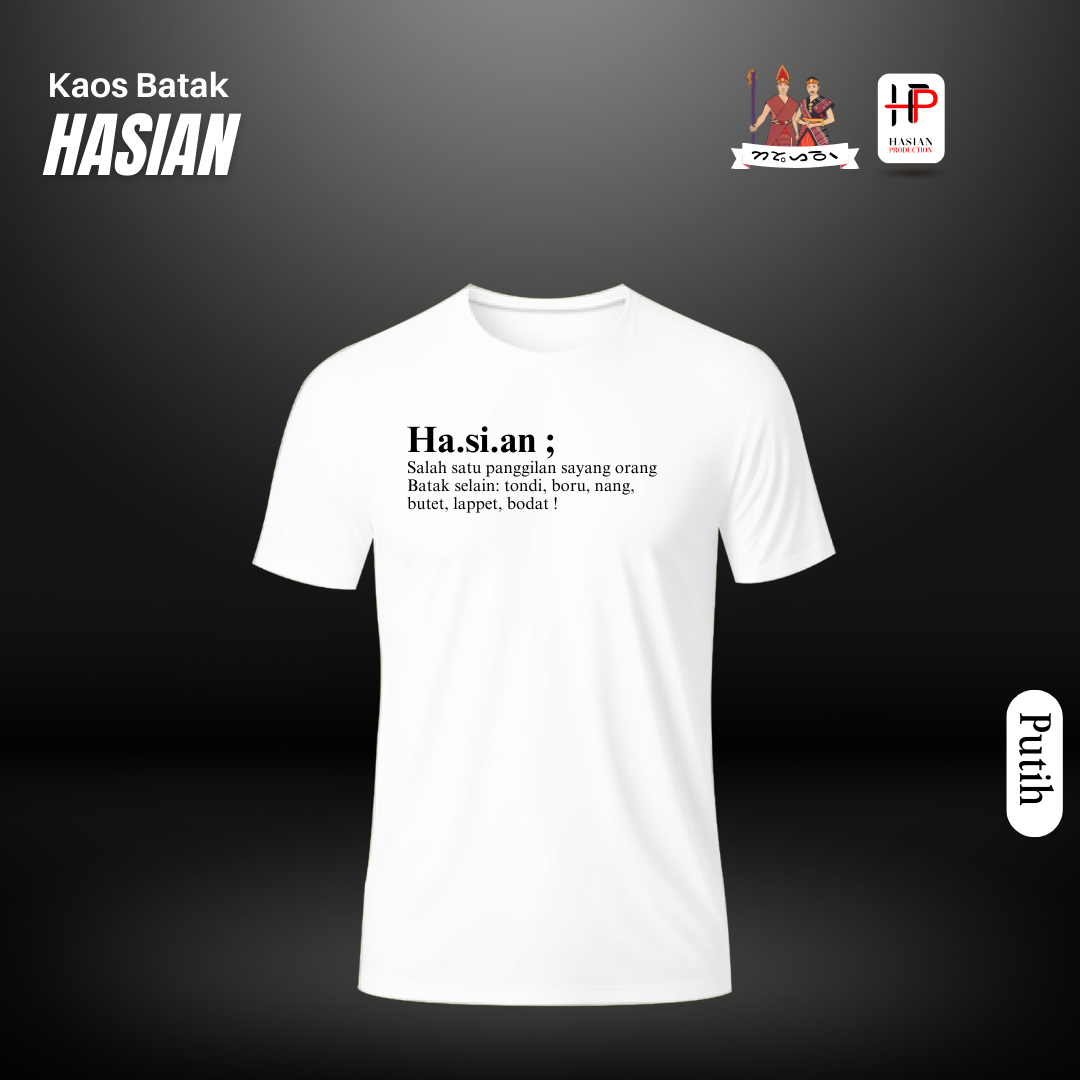 Kaos Batak
HASIAN
HP
HASIAN
PRODUCTION
Ha.si.an ;
Salah satu panggilan sayang orang
Batak selain: tondi, boru, nang,
butet, lappet, bodat !
Putih